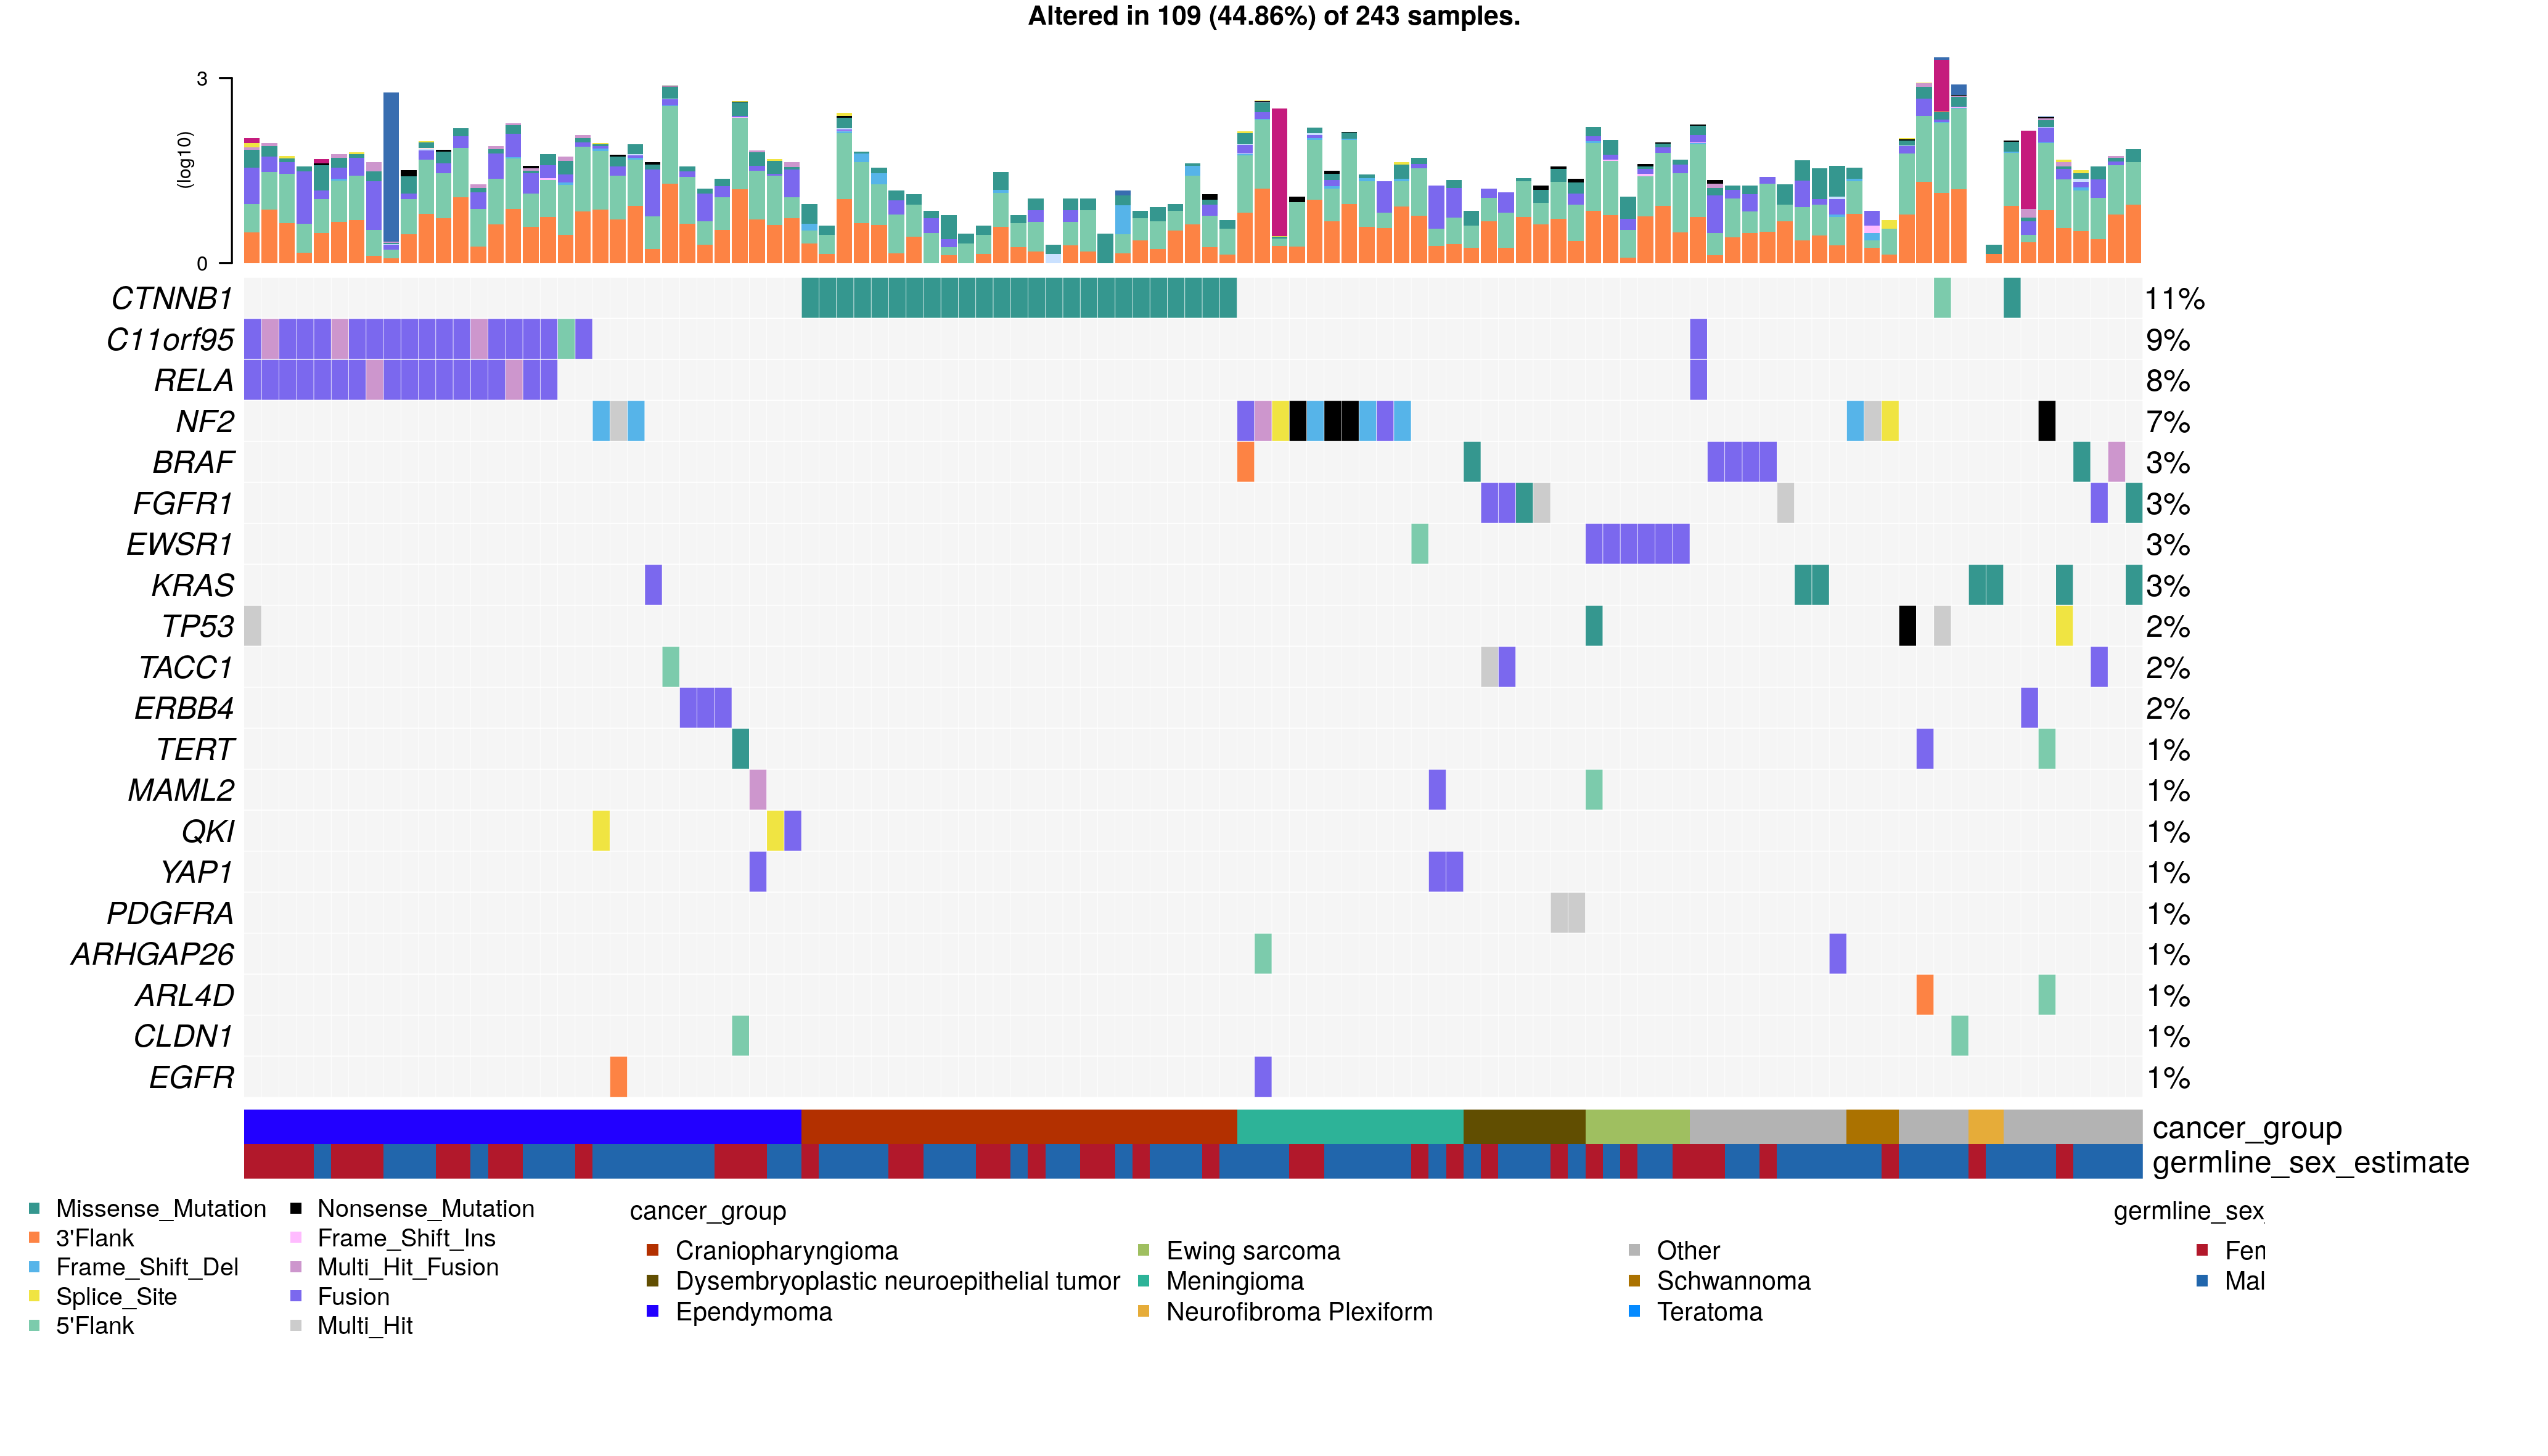 Altered in 109 (44.86%) of 243 samples.
3
(log10)
0
CTNNB1 11%
C11orf95 9%
RELA 8%
NF2 7%
BRAF 3%
FGFR1 3%
EWSR1 3%
KRAS 3%
TP53 2%
TACC1 2%
ERBB4 2%
TERT 1%
MAML2 1%
QKI 1%
YAP1 1%
PDGFRA 1%
ARHGAP26 1%
ARL4D 1%
CLDN1 1%
EGFR 1%
cancer_group
germline_sex_estimate
Missense_Mutation
3'Flank
Frame_Shift_Del
Splice_Site
5'Flank
Nonsense_Mutation
Frame_Shift_Ins
Multi_Hit_Fusion
Fusion
Multi_Hit
cancer_group
Craniopharyngioma
Dysembryoplastic neuroepithelial tumor
Ependymoma
Ewing sarcoma
Meningioma
Neurofibroma Plexiform
Other
Schwannoma
Teratoma
germline_sex
Fen
Mal